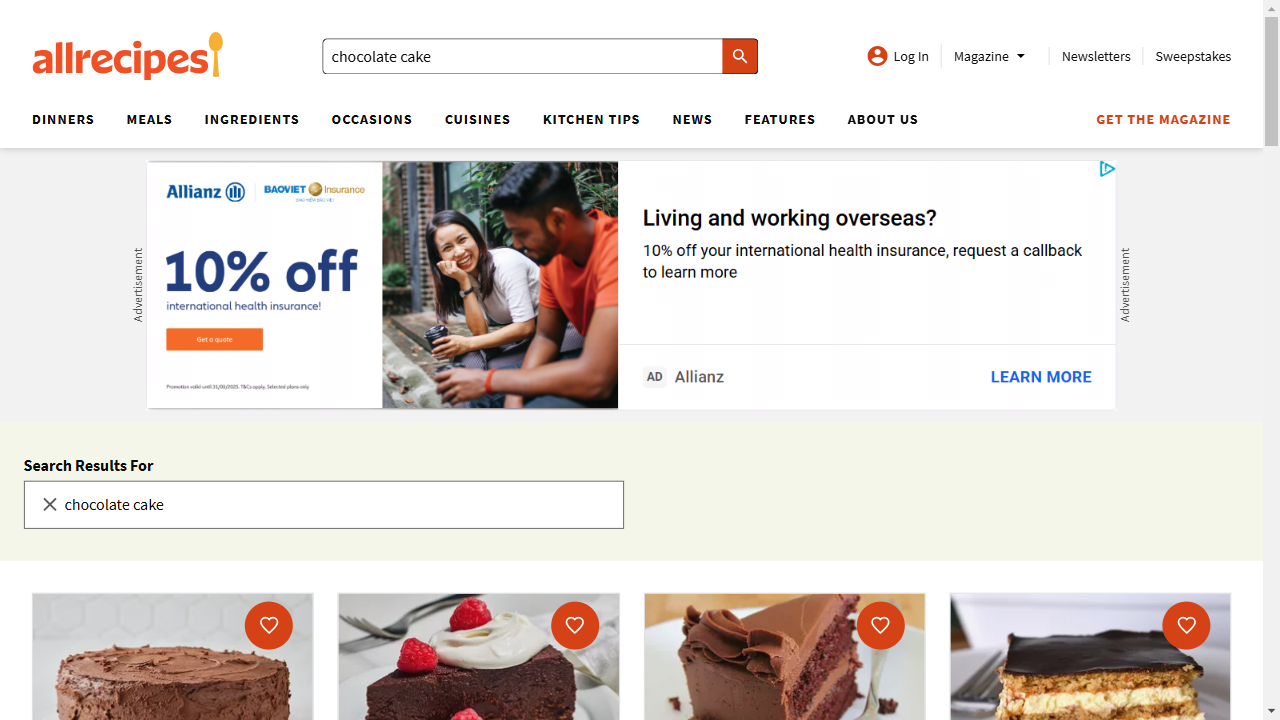 allrecipes
chocolate cake
Log In
Magazine
Newsletters
Sweepstakes
DINNERS
MEALS
INGREDIENTS
OCCASIONS
CUISINES
KITCHEN TIPS
NEWS
FEATURES
ABOUT US
GET THE MAGAZINE
Advertisement
Allianz
BAOVIET Insurance
10% off
international health insurance!
Get a quote
Promotion valid until 31/03/2025. T&Cs apply. Selected plans only
Living and working overseas?
10% off your international health insurance, request a callback
to learn more
AD Allianz
LEARN MORE
Advertisement
Search Results For
chocolate cake